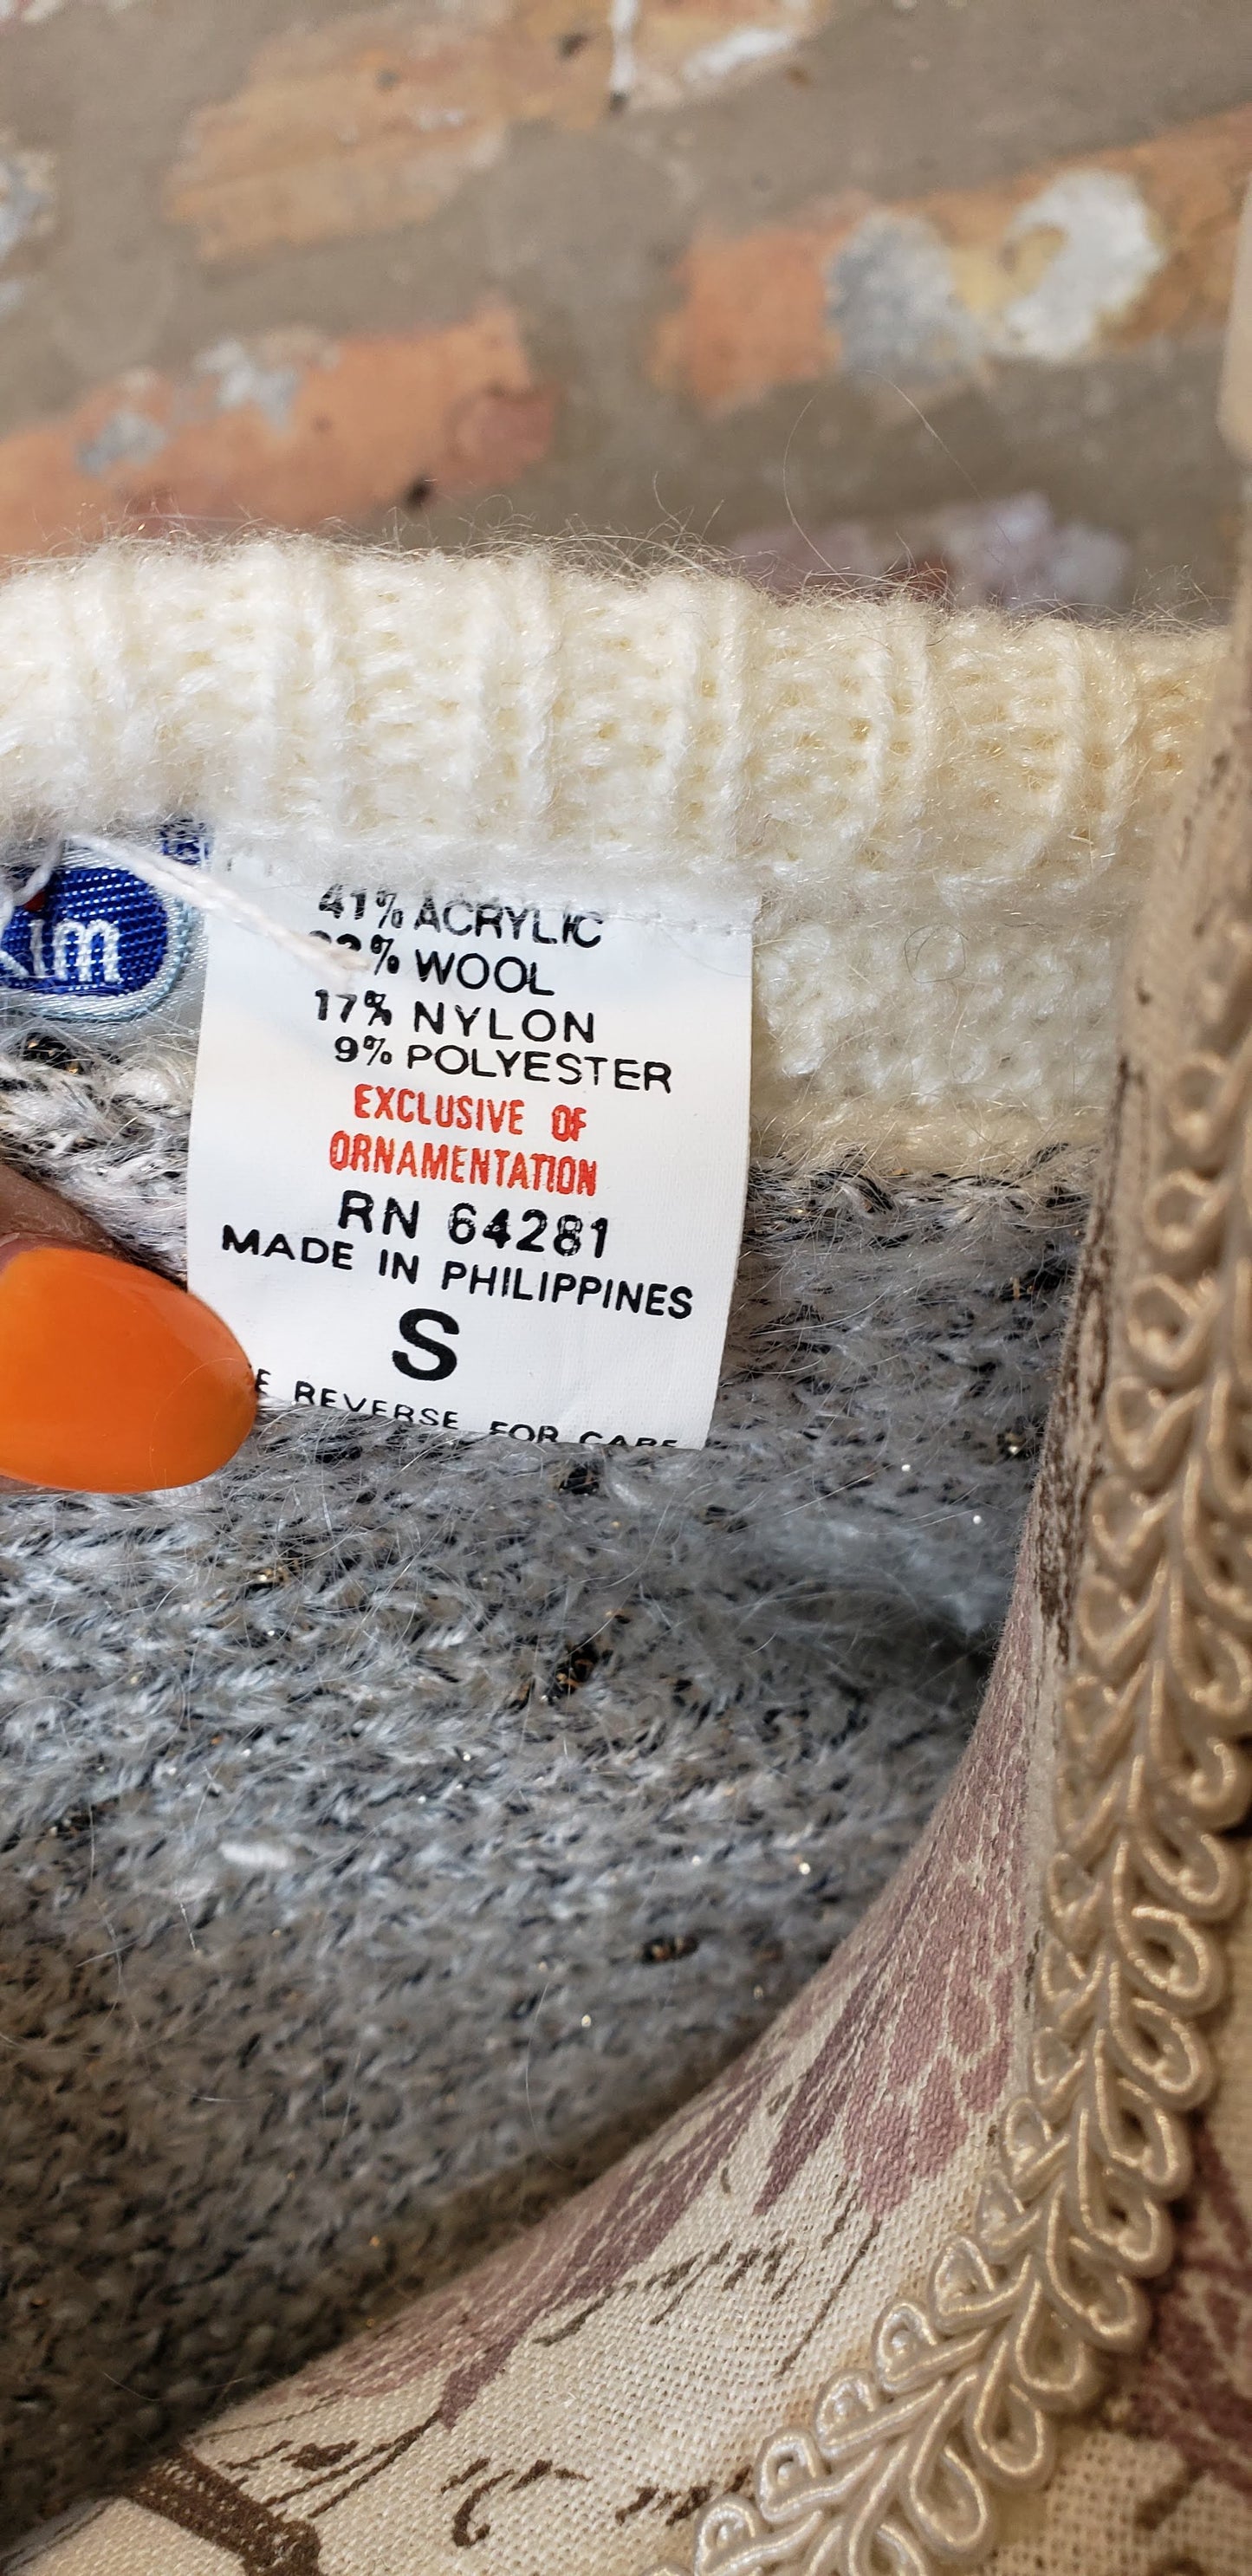 41% ACRYLIC
% WOOL
17% NYLON
9% POLYESTER
EXCLUSIVE OF
ORNAMENTATION
RN 64281
MADE IN PHILIPPINES
S
REVERSE FOR CARE